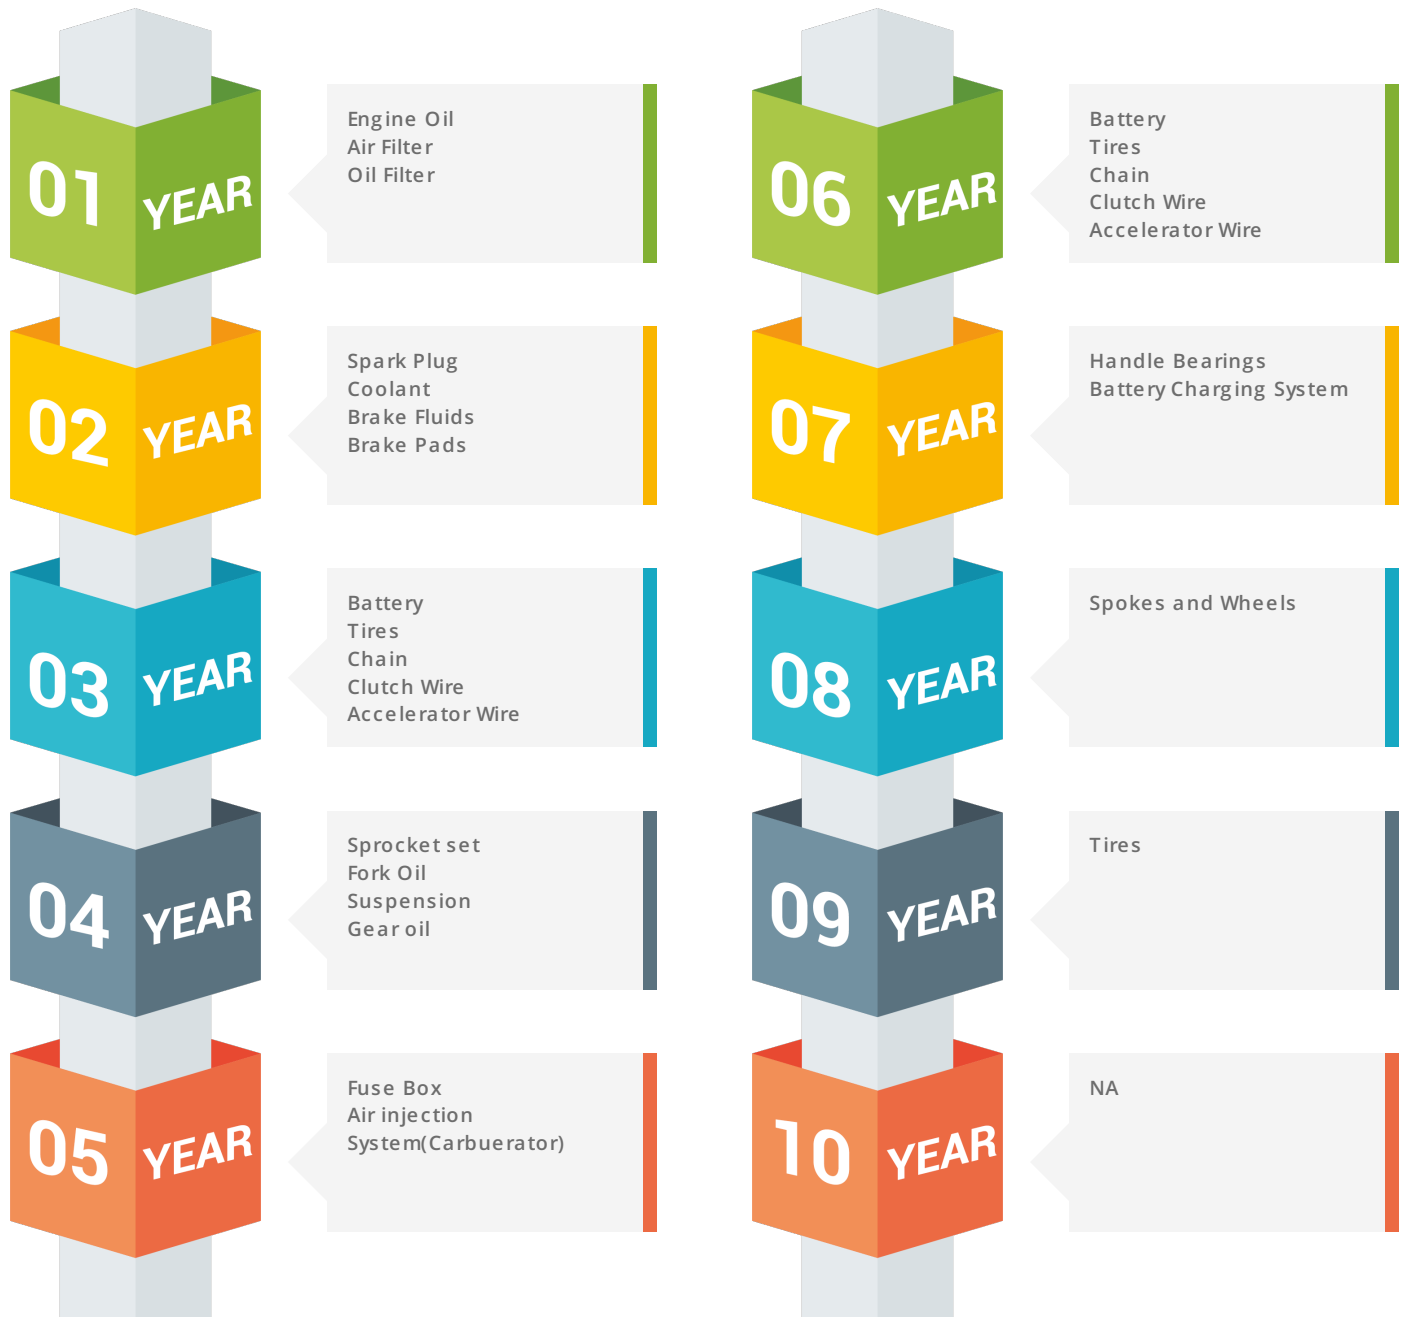 01 YEAR
Engine Oil
Air Filter
Oil Filter
02 YEAR
Spark Plug
Coolant
Brake Fluids
Brake Pads
03 YEAR
Battery
Tires
Chain
Clutch Wire
Accelerator Wire
04 YEAR
Sprocket set
Fork Oil
Suspension
Gear oil
05 YEAR
Fuse Box
Air injection
System(Carbuerator)
06 YEAR
Battery
Tires
Chain
Clutch Wire
Accelerator Wire
07 YEAR
Handle Bearings
Battery Charging System
08 YEAR
Spokes and Wheels
09 YEAR
Tires
10 YEAR
NA